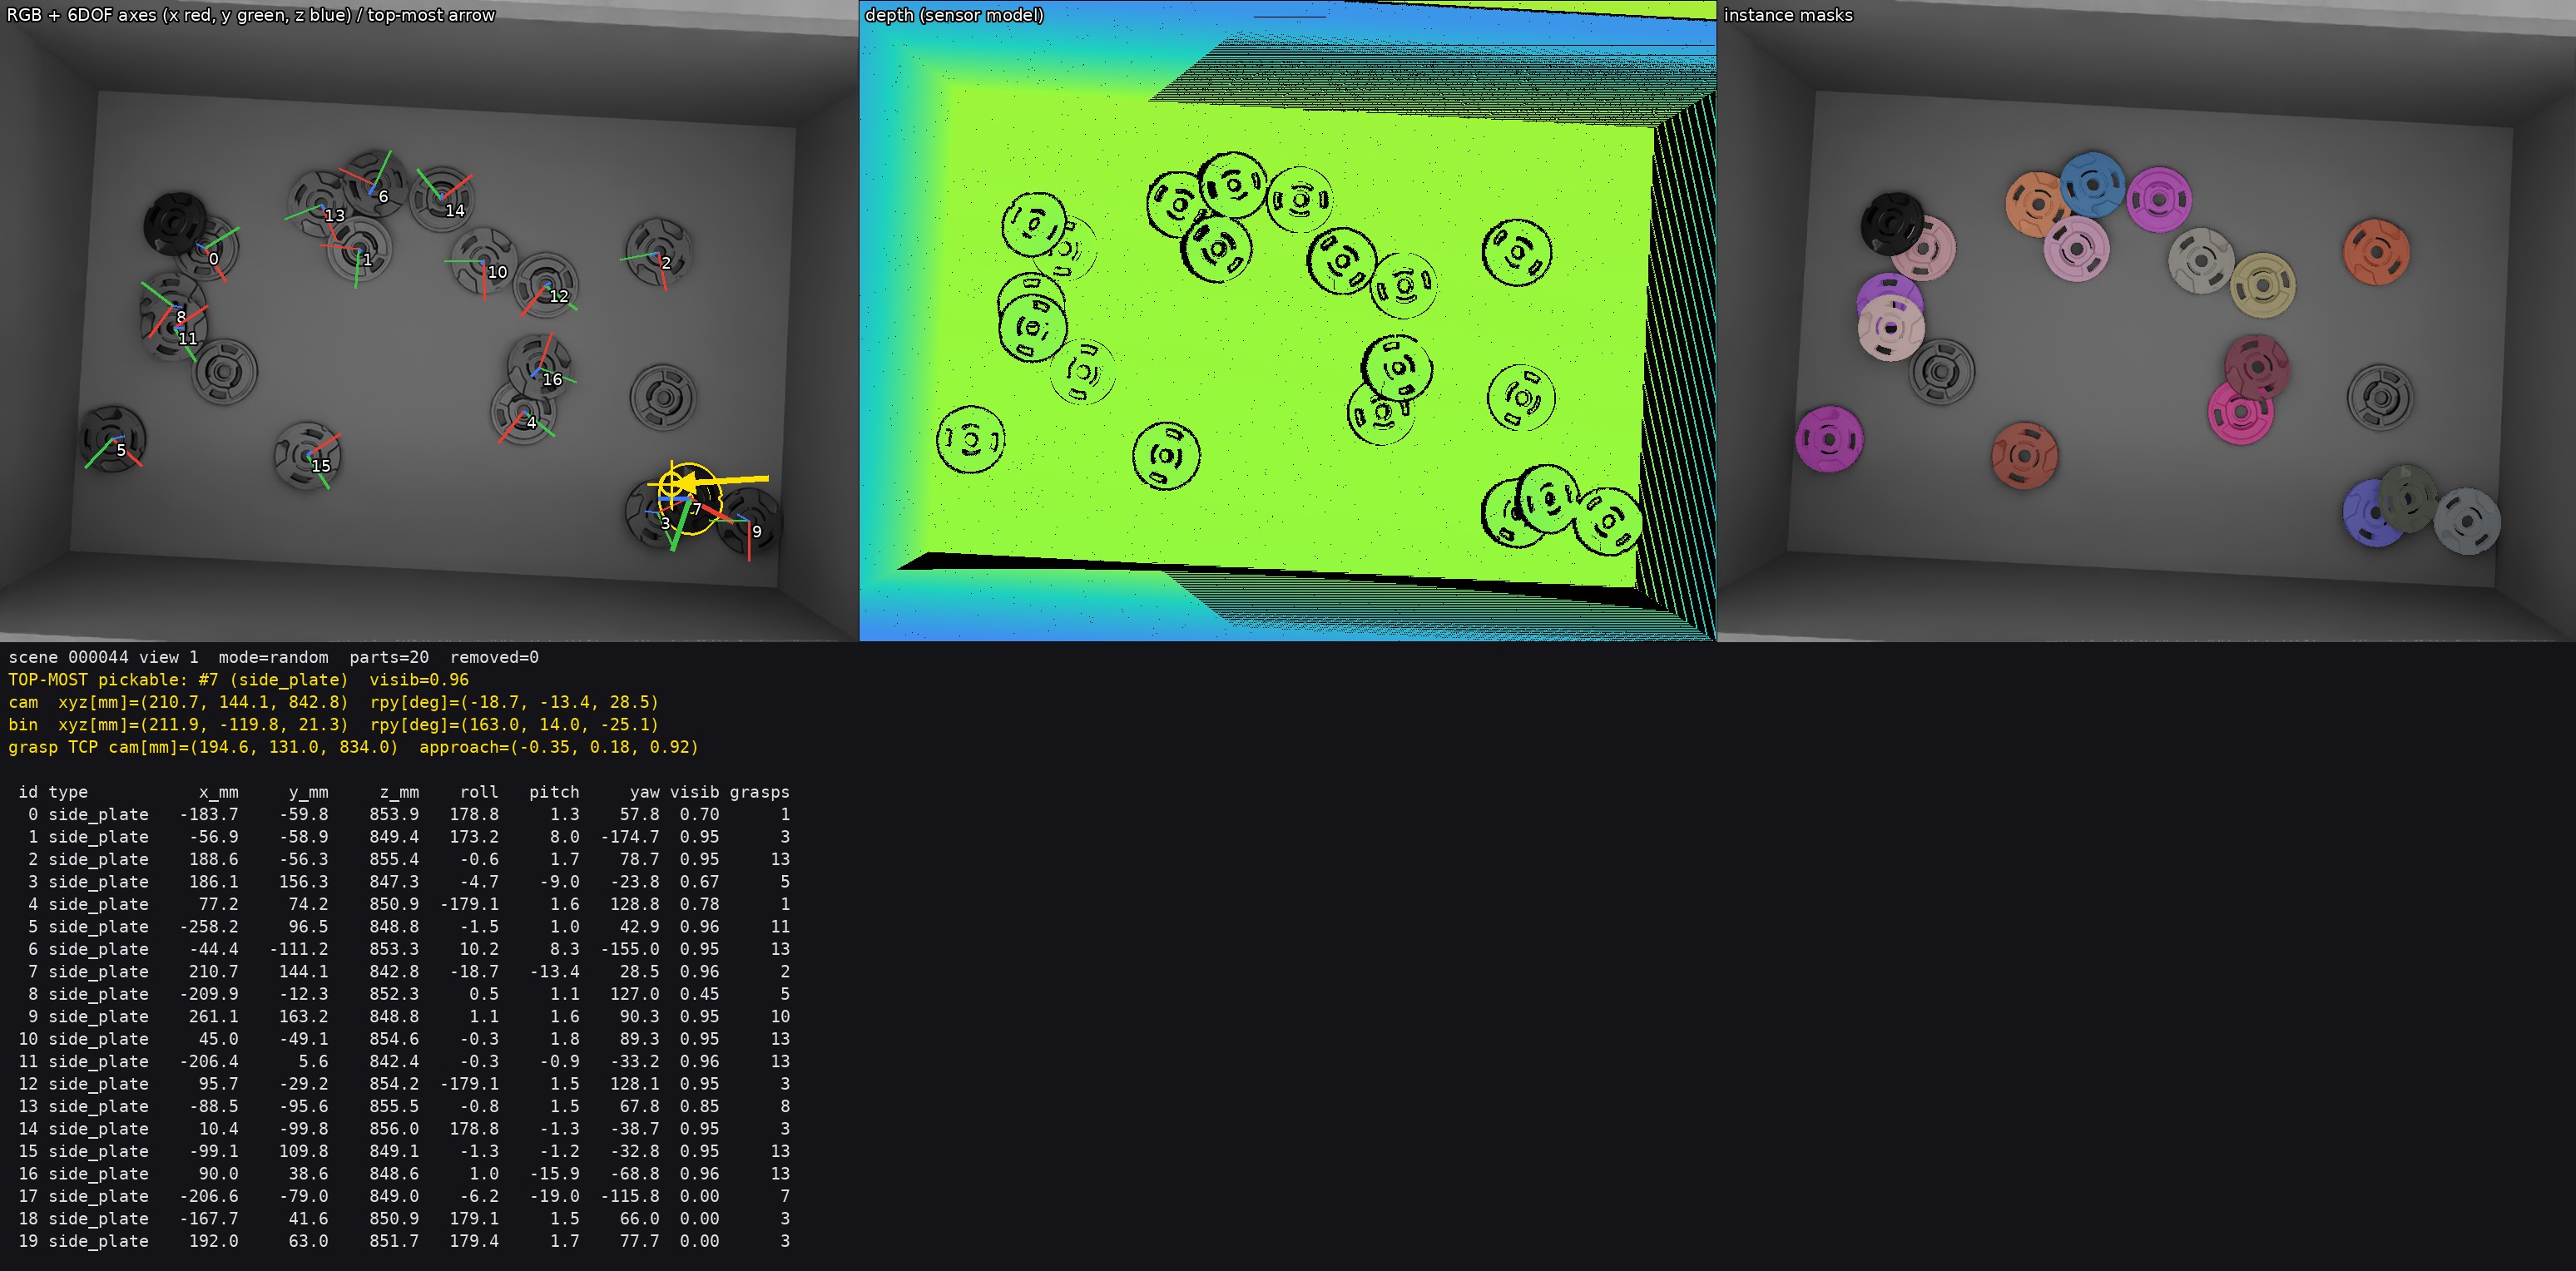 RGB + 6DOF axes (x red, y green, z blue) / top-most arrow
depth (sensor model)
instance masks
6
13
14
0
1
10
2
12
8
11
16
4
5
15
7
3
9
scene 000044 view 1  mode=random  parts=20  removed=0
TOP-MOST pickable: #7 (side_plate)  visib=0.96
cam  xyz[mm]=(210.7, 144.1, 842.8)  rpy[deg]=(-18.7, -13.4, 28.5)
bin  xyz[mm]=(211.9, -119.8, 21.3)  rpy[deg]=(163.0, 14.0, -25.1)
grasp TCP cam[mm]=(194.6, 131.0, 834.0)  approach=(-0.35, 0.18, 0.92)
id type x_mm y_mm z_mm roll pitch yaw visib grasps
0 side_plate -183.7 -59.8 853.9 178.8 1.3 57.8 0.70 1
1 side_plate -56.9 -58.9 849.4 173.2 8.0 -174.7 0.95 3
2 side_plate 188.6 -56.3 855.4 -0.6 1.7 78.7 0.95 13
3 side_plate 186.1 156.3 847.3 -4.7 -9.0 -23.8 0.67 5
4 side_plate 77.2 74.2 850.9 -179.1 1.6 128.8 0.78 1
5 side_plate -258.2 96.5 848.8 -1.5 1.0 42.9 0.96 11
6 side_plate -44.4 -111.2 853.3 10.2 8.3 -155.0 0.95 13
7 side_plate 210.7 144.1 842.8 -18.7 -13.4 28.5 0.96 2
8 side_plate -209.9 -12.3 852.3 0.5 1.1 127.0 0.45 5
9 side_plate 261.1 163.2 848.8 1.1 1.6 90.3 0.95 10
10 side_plate 45.0 -49.1 854.6 -0.3 1.8 89.3 0.95 13
11 side_plate -206.4 5.6 842.4 -0.3 -0.9 -33.2 0.96 13
12 side_plate 95.7 -29.2 854.2 -179.1 1.5 128.1 0.95 3
13 side_plate -88.5 -95.6 855.5 -0.8 1.5 67.8 0.85 8
14 side_plate 10.4 -99.8 856.0 178.8 -1.3 -38.7 0.95 3
15 side_plate -99.1 109.8 849.1 -1.3 -1.2 -32.8 0.95 13
16 side_plate 90.0 38.6 848.6 1.0 -15.9 -68.8 0.96 13
17 side_plate -206.6 -79.0 849.0 -6.2 -19.0 -115.8 0.00 7
18 side_plate -167.7 41.6 850.9 179.1 1.5 66.0 0.00 3
19 side_plate 192.0 63.0 851.7 179.4 1.7 77.7 0.00 3